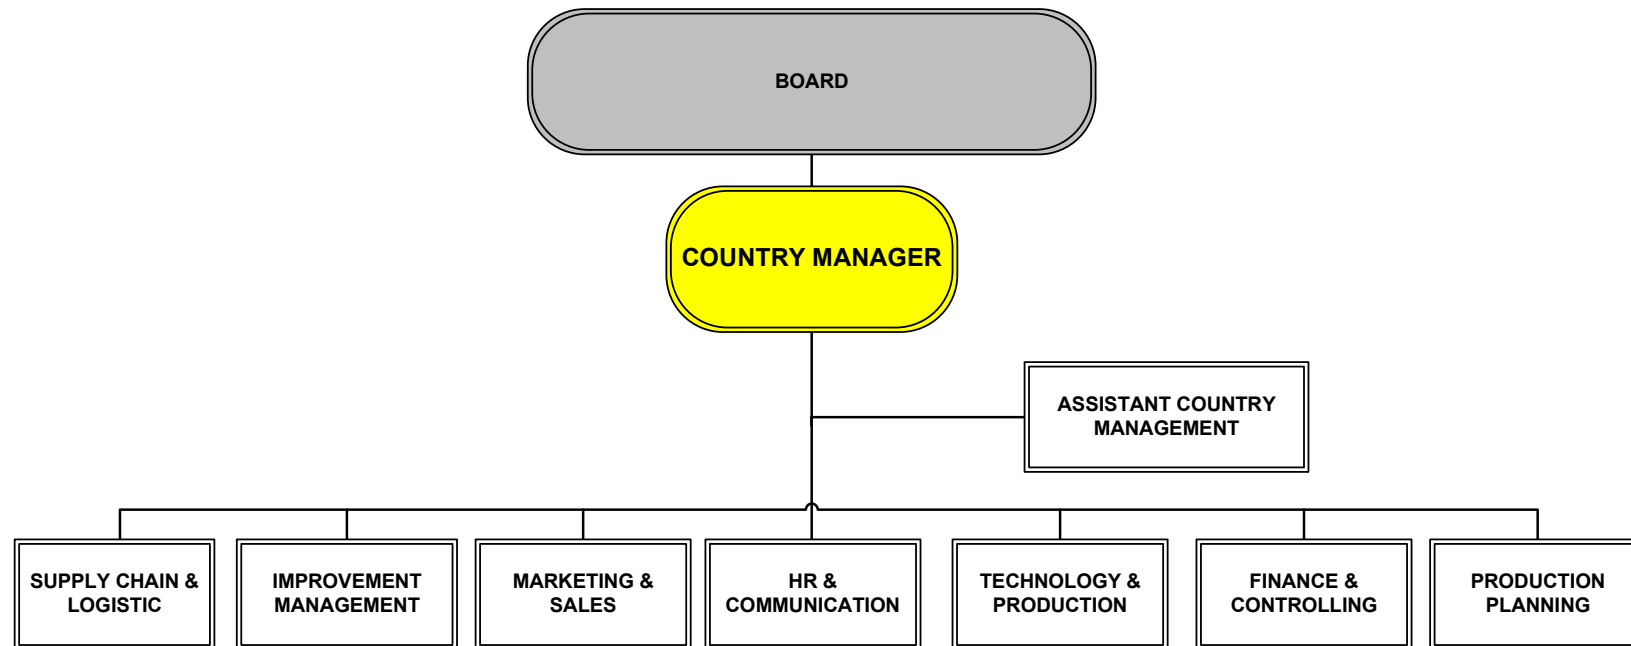 BOARD
COUNTRY MANAGER
ASSISTANT COUNTRY
MANAGEMENT
SUPPLY CHAIN &
LOGISTIC
IMPROVEMENT
MANAGEMENT
MARKETING &
SALES
HR &
COMMUNICATION
TECHNOLOGY &
PRODUCTION
FINANCE &
CONTROLLING
PRODUCTION
PLANNING